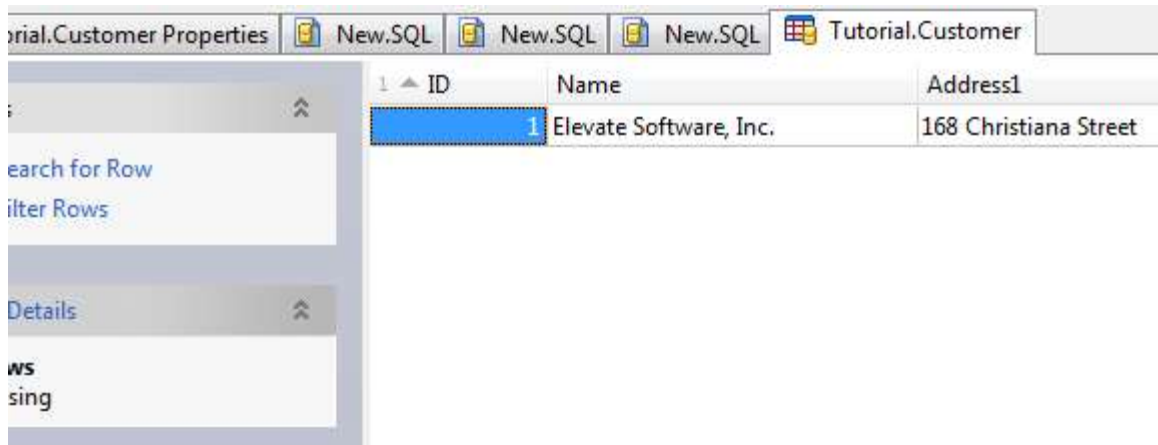 rial.Customer Properties New.SQL New.SQL New.SQL Tutorial.Customer
1 ID Name Address1
1 Elevate Software, Inc. 168 Christiana Street
s
earch for Row
ilter Rows
Details
ws
sing